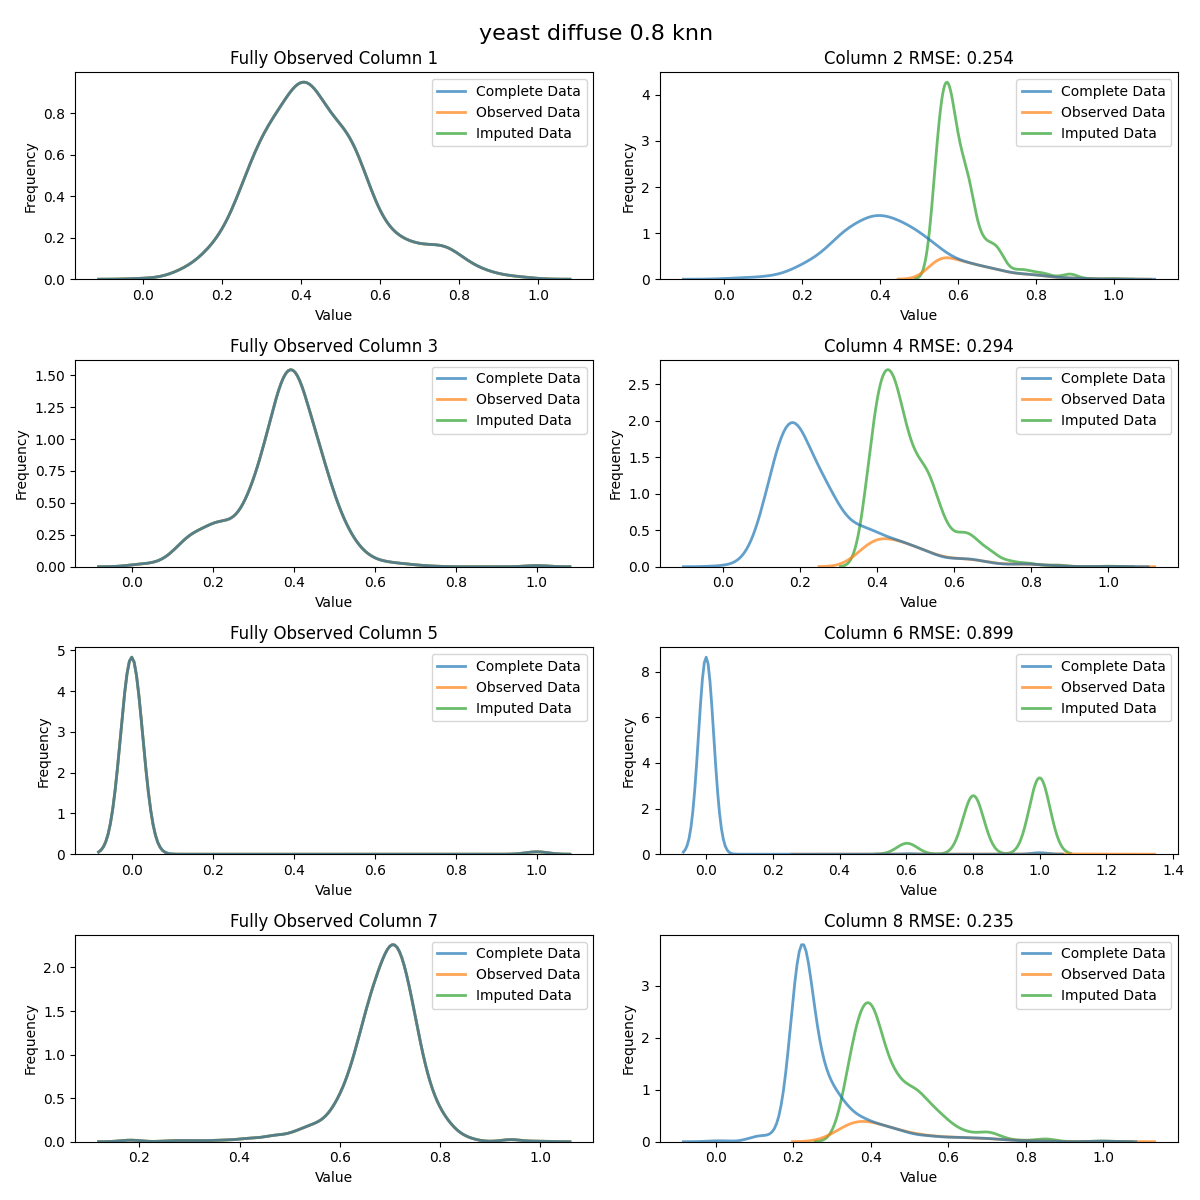 yeast diffuse 0.8 knn
Fully Observed Column 1
Complete Data
Observed Data
Imputed Data
Frequency
0.0
0.2
0.4
0.6
0.8
0.0 0.2 0.4 0.6 0.8 1.0
Value
Column 2 RMSE: 0.254
Complete Data
Observed Data
Imputed Data
Frequency
4
3
2
1
0
0.0 0.2 0.4 0.6 0.8 1.0
Value
Fully Observed Column 3
Complete Data
Observed Data
Imputed Data
Frequency
1.50
1.25
1.00
0.75
0.50
0.25
0.00
0.0 0.2 0.4 0.6 0.8 1.0
Value
Column 4 RMSE: 0.294
Complete Data
Observed Data
Imputed Data
Frequency
2.5
2.0
1.5
1.0
0.5
0.0
0.0 0.2 0.4 0.6 0.8 1.0
Value
Fully Observed Column 5
Complete Data
Observed Data
Imputed Data
Frequency
5
4
3
2
1
0
0.0 0.2 0.4 0.6 0.8 1.0
Value
Column 6 RMSE: 0.899
Complete Data
Observed Data
Imputed Data
Frequency
8
6
4
2
0
0.0 0.2 0.4 0.6 0.8 1.0 1.2 1.4
Value
Fully Observed Column 7
Complete Data
Observed Data
Imputed Data
Frequency
2.0
1.5
1.0
0.5
0.0
0.2 0.4 0.6 0.8 1.0
Value
Column 8 RMSE: 0.235
Complete Data
Observed Data
Imputed Data
Frequency
3
2
1
0
0.0 0.2 0.4 0.6 0.8 1.0
Value